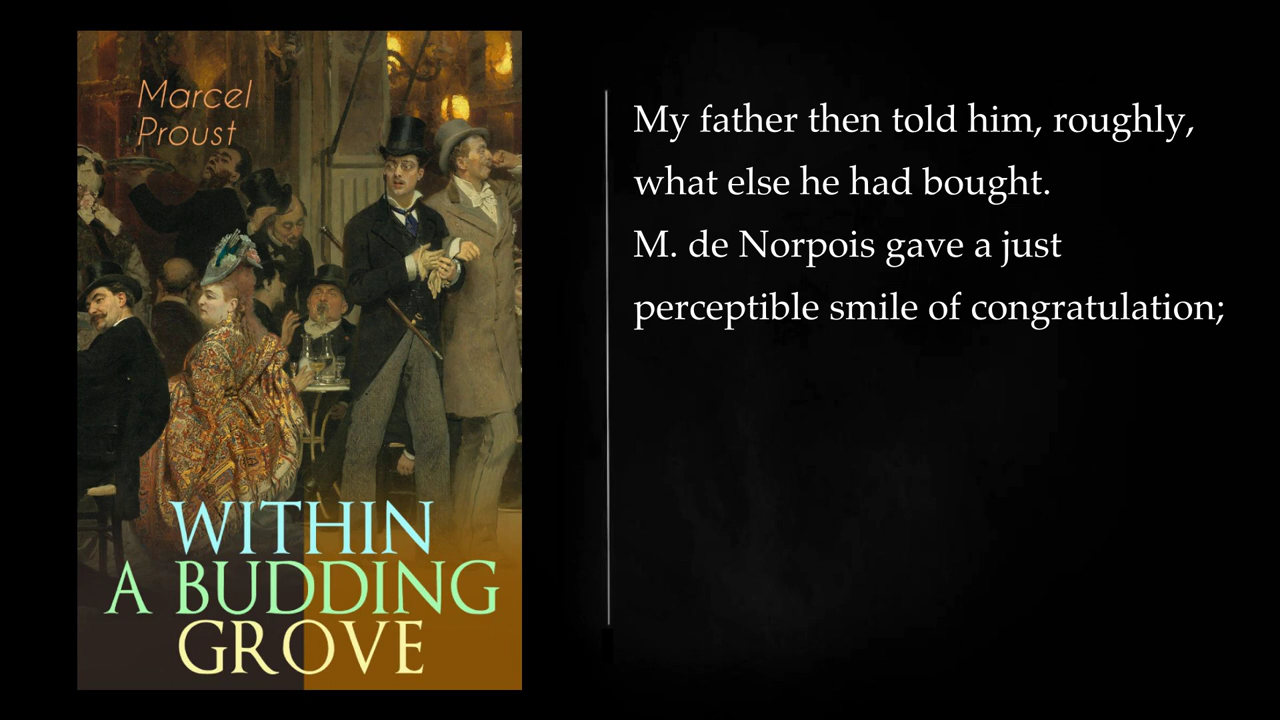 Marcel
Proust
WITHIN
A BUDDING
GROVE
My father then told him, roughly,
what else he had bought.
M. de Norpois gave a just
perceptible smile of congratulation;